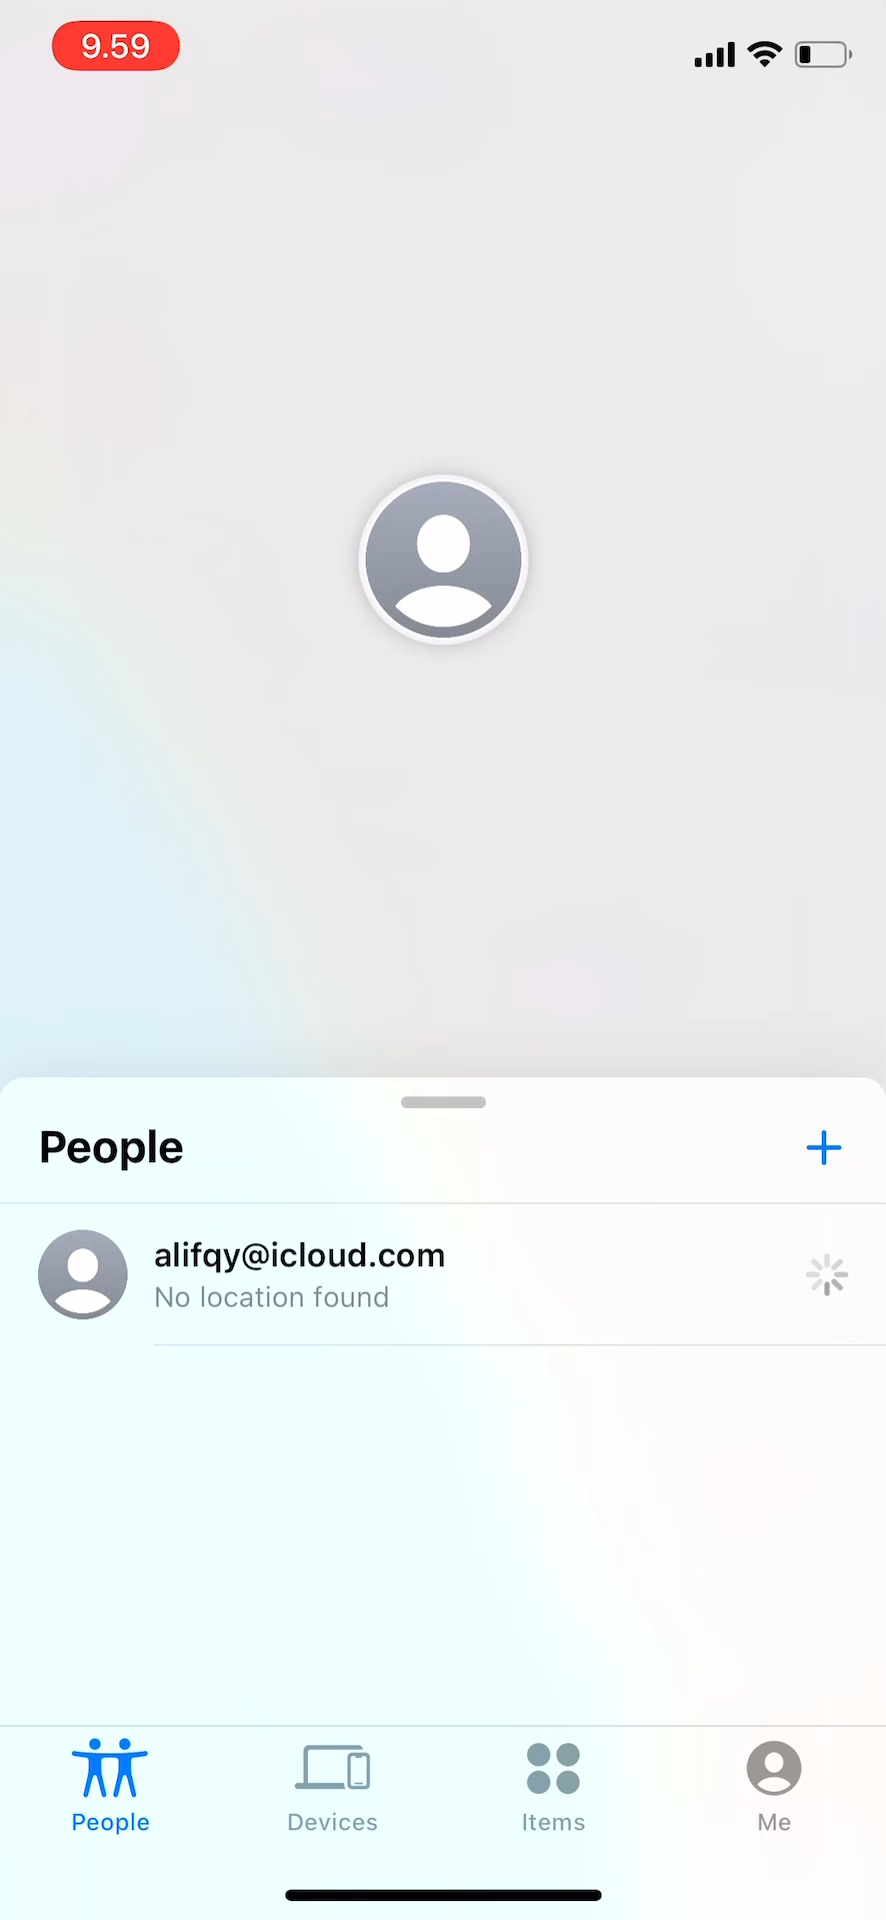 9.59
People
alifqy@icloud.com
No location found
People
Devices
Items
Me